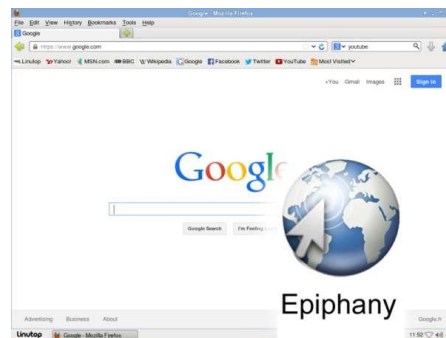 Google - Mozilla Firefox
File Edit View History Bookmarks Tools Help
Google
https://www.google.com youtube
Linutop Yahoo! MSN.com BBC Wikipedia Google Facebook Twitter YouTube Most Visited
+You Gmail Images Sign in
Google
Google Search I'm Feeling
Epiphany
Advertising Business About Google.fr
Linutop Google - Mozilla Firefox 11:52